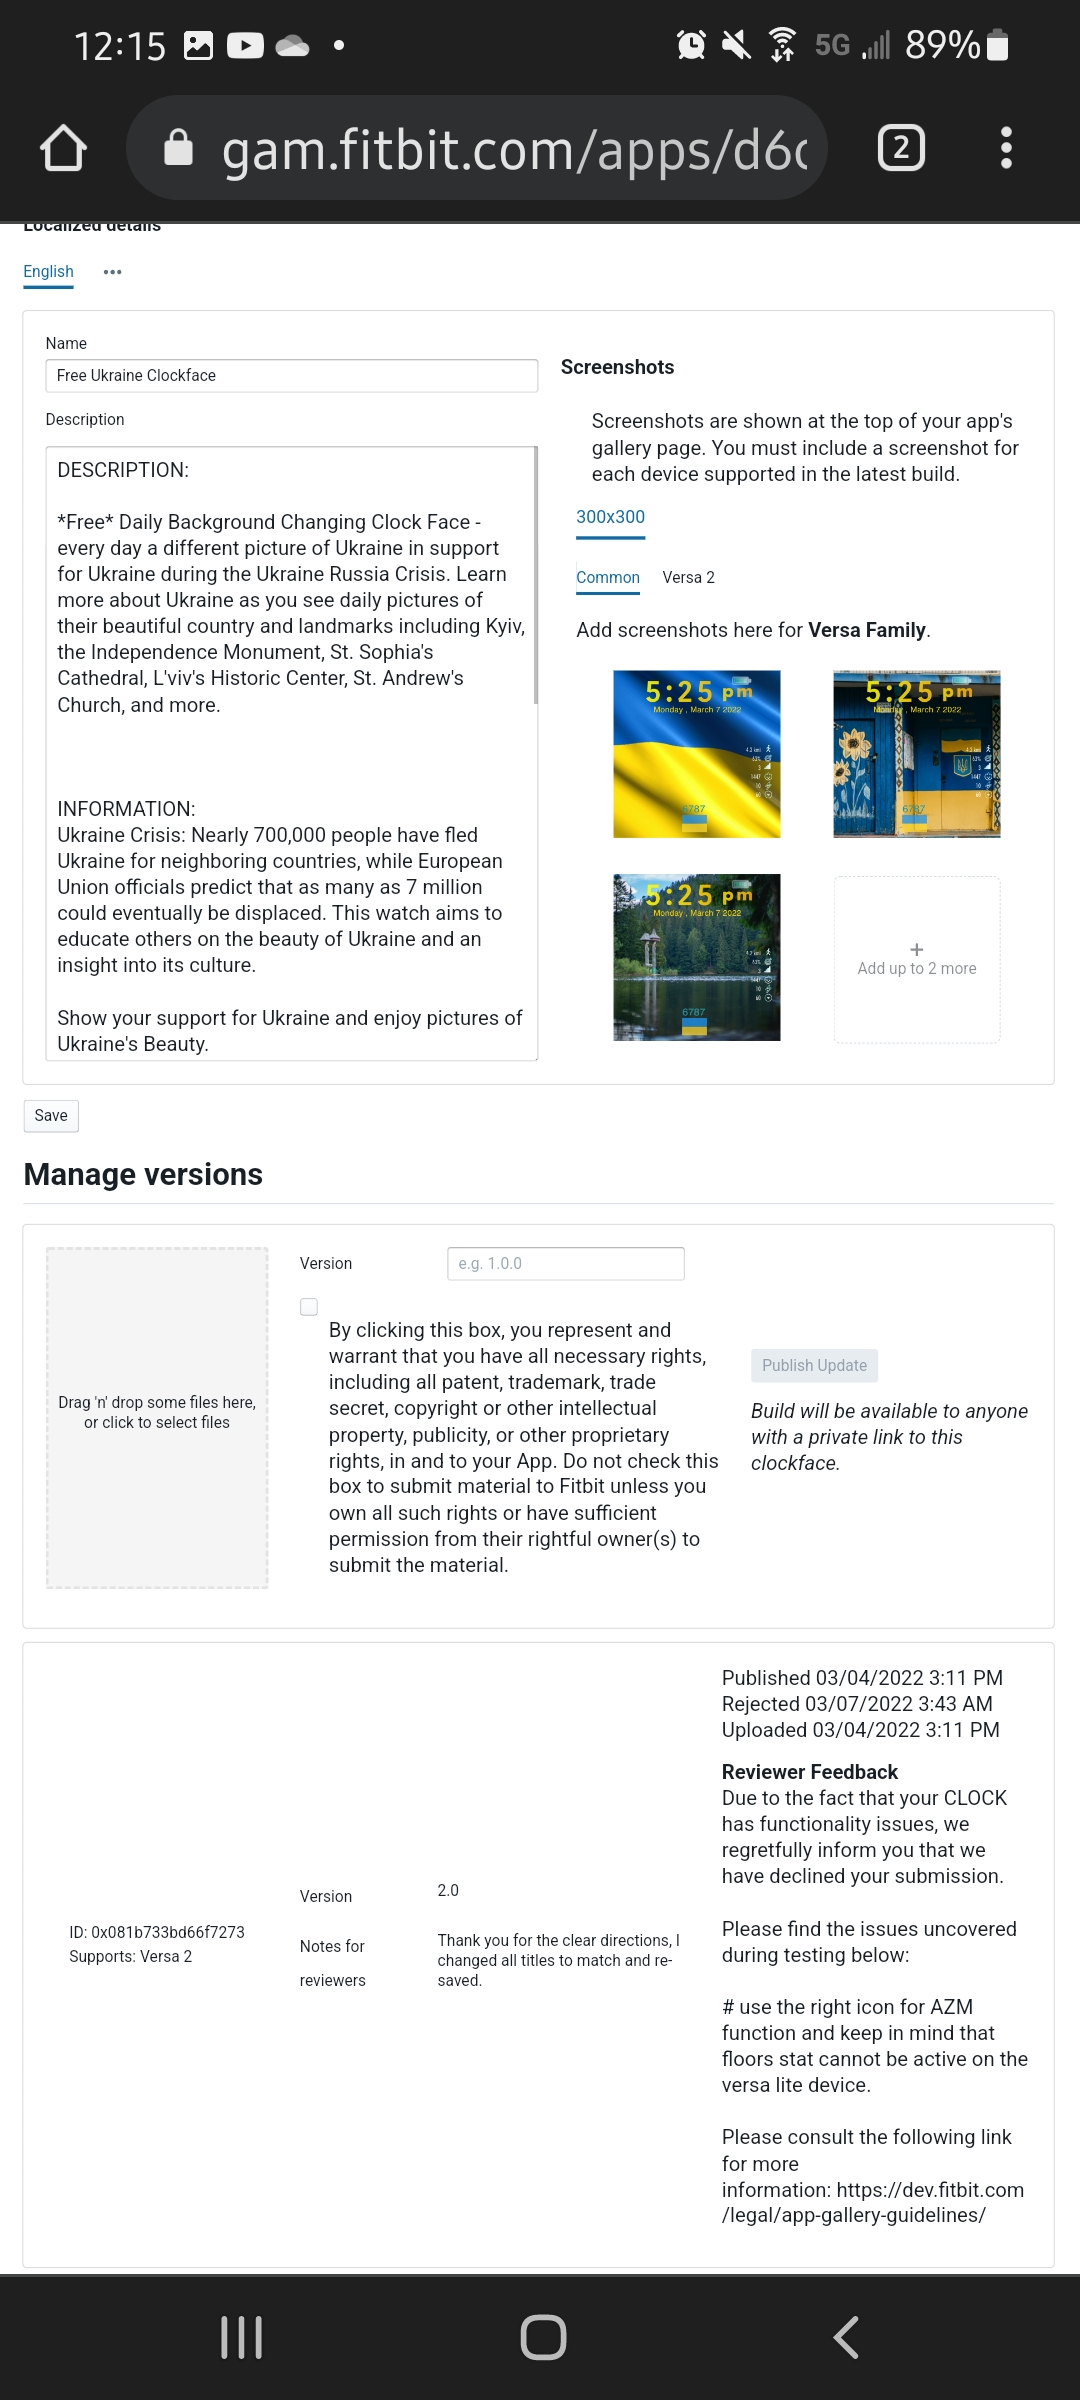 12:15
5G
89%
gam.fitbit.com/apps/d6c
2
Localized details
English
Name
Free Ukraine Clockface
Description
DESCRIPTION:
*Free* Daily Background Changing Clock Face -
every day a different picture of Ukraine in support
for Ukraine during the Ukraine Russia Crisis. Learn
more about Ukraine as you see daily pictures of
their beautiful country and landmarks including Kyiv,
the Independence Monument, St. Sophia's
Cathedral, L'viv's Historic Center, St. Andrew's
Church, and more.
INFORMATION:
Ukraine Crisis: Nearly 700,000 people have fled
Ukraine for neighboring countries, while European
Union officials predict that as many as 7 million
could eventually be displaced. This watch aims to
educate others on the beauty of Ukraine and an
insight into its culture.
Show your support for Ukraine and enjoy pictures of
Ukraine's Beauty.
Screenshots
Screenshots are shown at the top of your app's
gallery page. You must include a screenshot for
each device supported in the latest build.
300x300
Common
Versa 2
Add screenshots here for Versa Family.
5:25 pm
Monday , March 7 2022
4.2 km
63%
3
1447
10
60
6787
5:25 pm
Monday , March 7 2022
4.2 km
53%
3
1447
10
60
6787
5:25 pm
Monday , March 7 2022
6787
+
Add up to 2 more
Save
Manage versions
Drag 'n' drop some files here,
or click to select files
Version
e.g. 1.0.0
By clicking this box, you represent and
warrant that you have all necessary rights,
including all patent, trademark, trade
secret, copyright or other intellectual
property, publicity, or other proprietary
rights, in and to your App. Do not check this
box to submit material to Fitbit unless you
own all such rights or have sufficient
permission from their rightful owner(s) to
submit the material.
Publish Update
Build will be available to anyone
with a private link to this
clockface.
ID: 0x081b733bd66f7273
Supports: Versa 2
Version
2.0
Notes for
reviewers
Thank you for the clear directions, I
changed all titles to match and re-
saved.
Published 03/04/2022 3:11 PM
Rejected 03/07/2022 3:43 AM
Uploaded 03/04/2022 3:11 PM
Reviewer Feedback
Due to the fact that your CLOCK
has functionality issues, we
regretfully inform you that we
have declined your submission.
Please find the issues uncovered
during testing below:
# use the right icon for AZM
function and keep in mind that
floors stat cannot be active on the
versa lite device.
Please consult the following link
for more
information: https://dev.fitbit.com
/legal/app-gallery-guidelines/